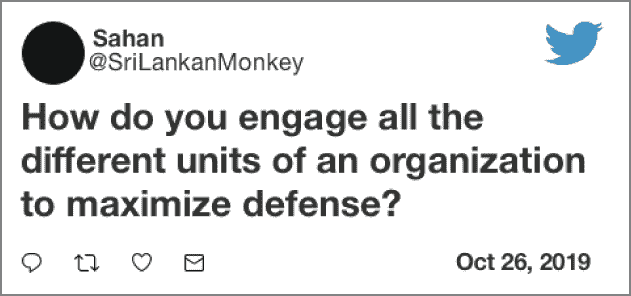 Sahan
@SriLankanMonkey
How do you engage all the
different units of an organization
to maximize defense?
Oct 26, 2019